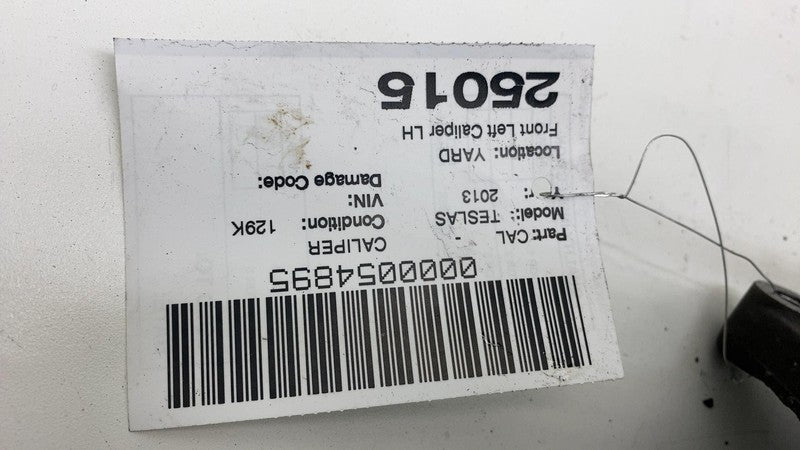 0000054895
Part: CAL - CALIPER
Model: TESLAS Condition: 129K
2013 VIN:
Damage Code:
Location: YARD
Front Left Caliper LH
25015